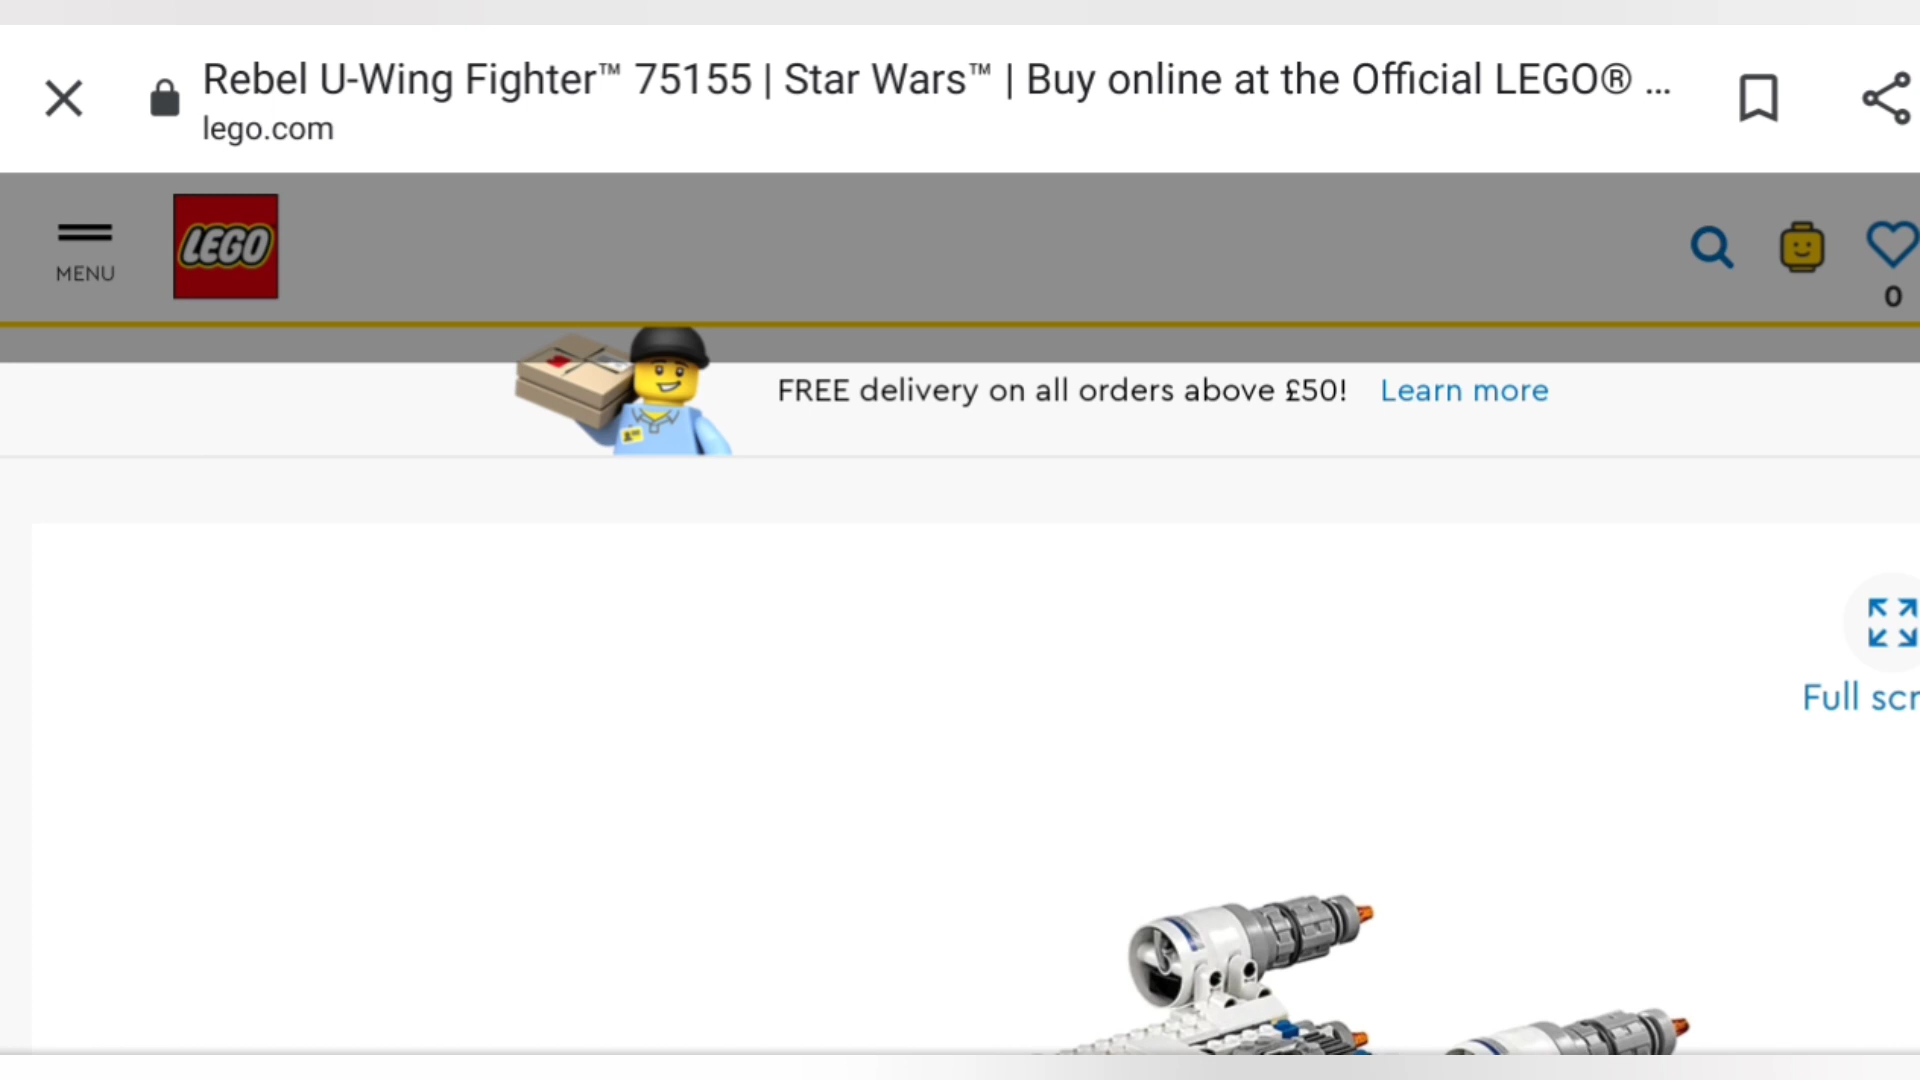 Rebel U-Wing Fighter™ 75155 | Star Wars™ | Buy online at the Official LEGO® ...
lego.com
MENU
LEGO
0
FREE delivery on all orders above £50! Learn more
Full scr